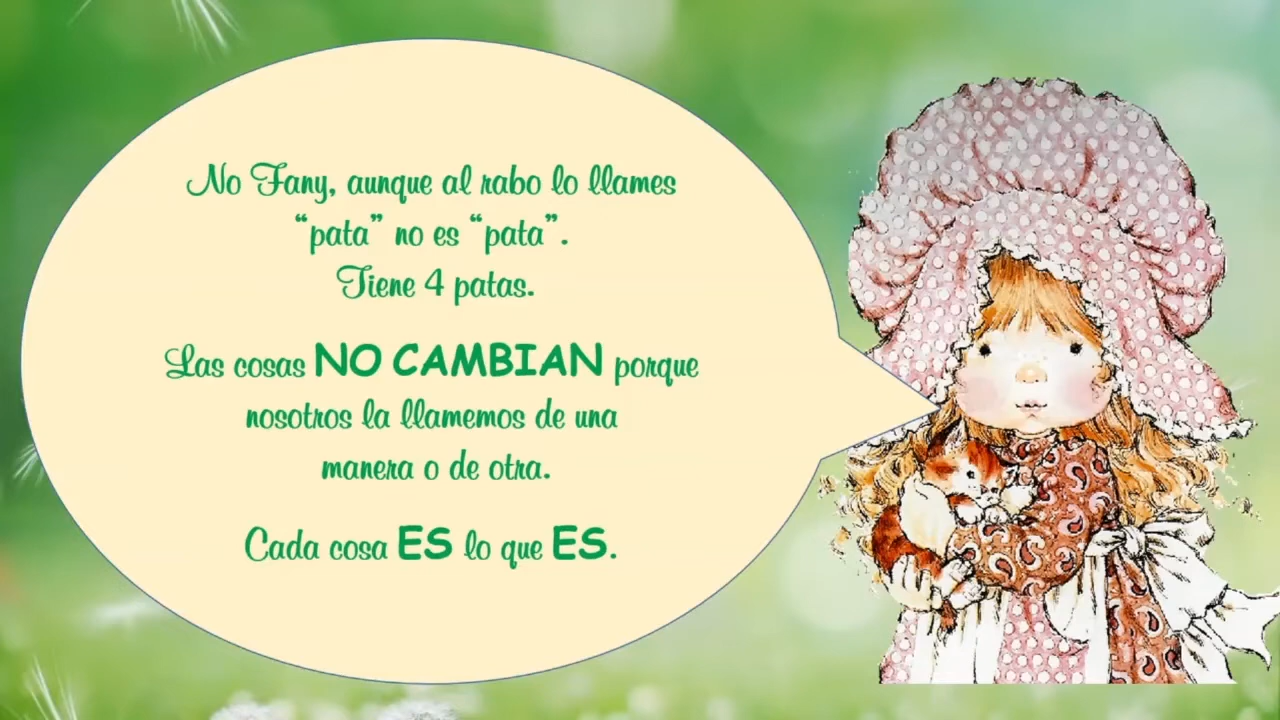 No Fany, aunque al rabo lo llames
“pata” no es “pata”.
Tiene 4 patas.
Las cosas NO CAMBIAN porque
nosotros la llamemos de una
manera o de otra.
Cada cosa ES lo que ES.